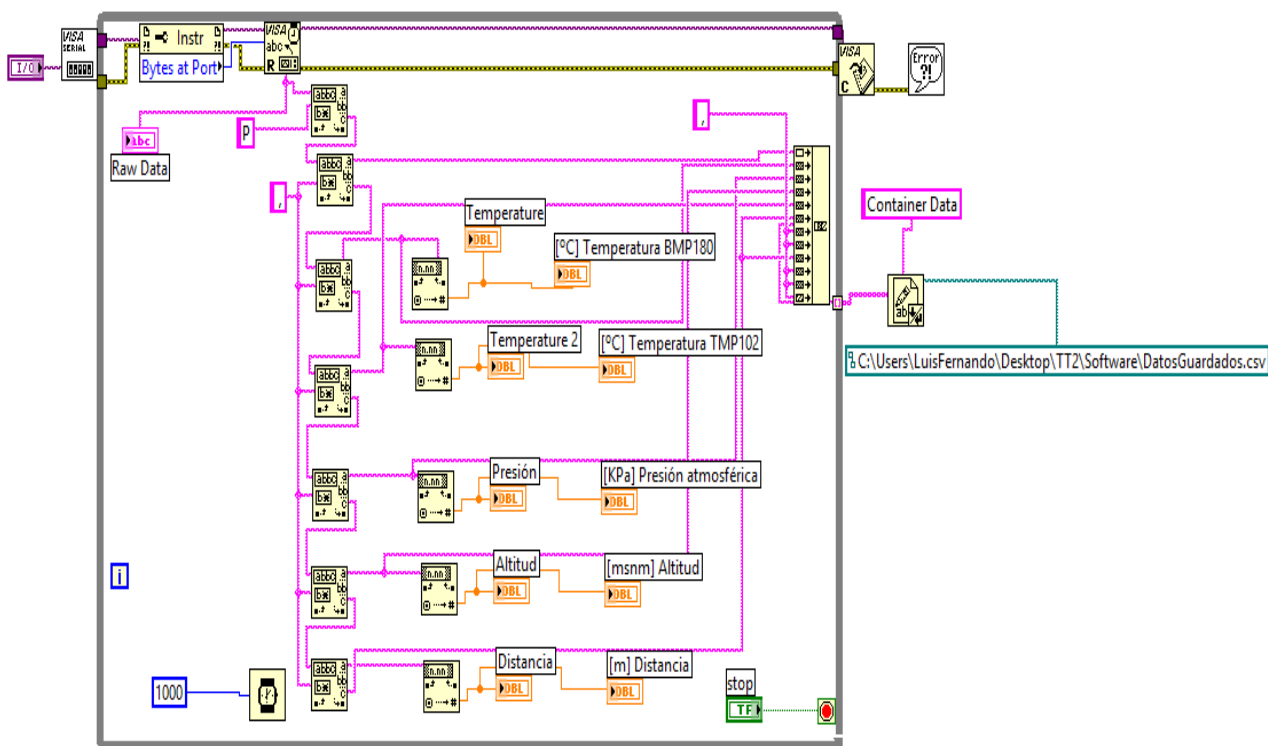 VISA
SERIAL
I/O
Instr
Bytes at Port
VISA
abc
R
VISA
C
Error
?!
abc
Raw Data
P
,
,
Container Data
Temperature
DBL
[ºC] Temperatura BMP180
DBL
Temperature 2
DBL
[ºC] Temperatura TMP102
DBL
C:\Users\LuisFernando\Desktop\TT2\Software\DatosGuardados.csv
Presión
DBL
[KPa] Presión atmosférica
DBL
i
Altitud
DBL
[msnm] Altitud
DBL
Distancia
DBL
[m] Distancia
DBL
1000
stop
TF